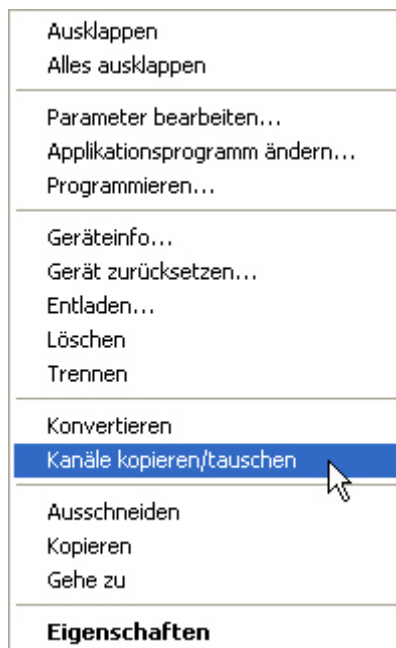 Ausklappen
Alles ausklappen
Parameter bearbeiten...
Applikationsprogramm ändern...
Programmieren...
Geräteinfo...
Gerät zurücksetzen...
Entladen...
Löschen
Trennen
Konvertieren
Kanäle kopieren/tauschen
Ausschneiden
Kopieren
Gehe zu
Eigenschaften